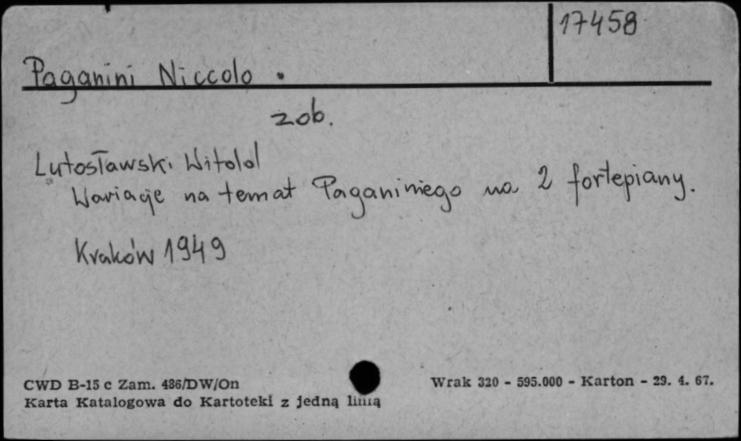 17458
Paganini Niccolo.
zob.
Lutosławski Witold
Wariacje na temat Paganiniego na 2 fortepiany.
Kraków 1949
CWD B-15 c Zam. 486/DW/On
Wrak 320 - 595.000 - Karton - 29. 4. 67.
Karta Katalogowa do Kartoteki z jedną linią